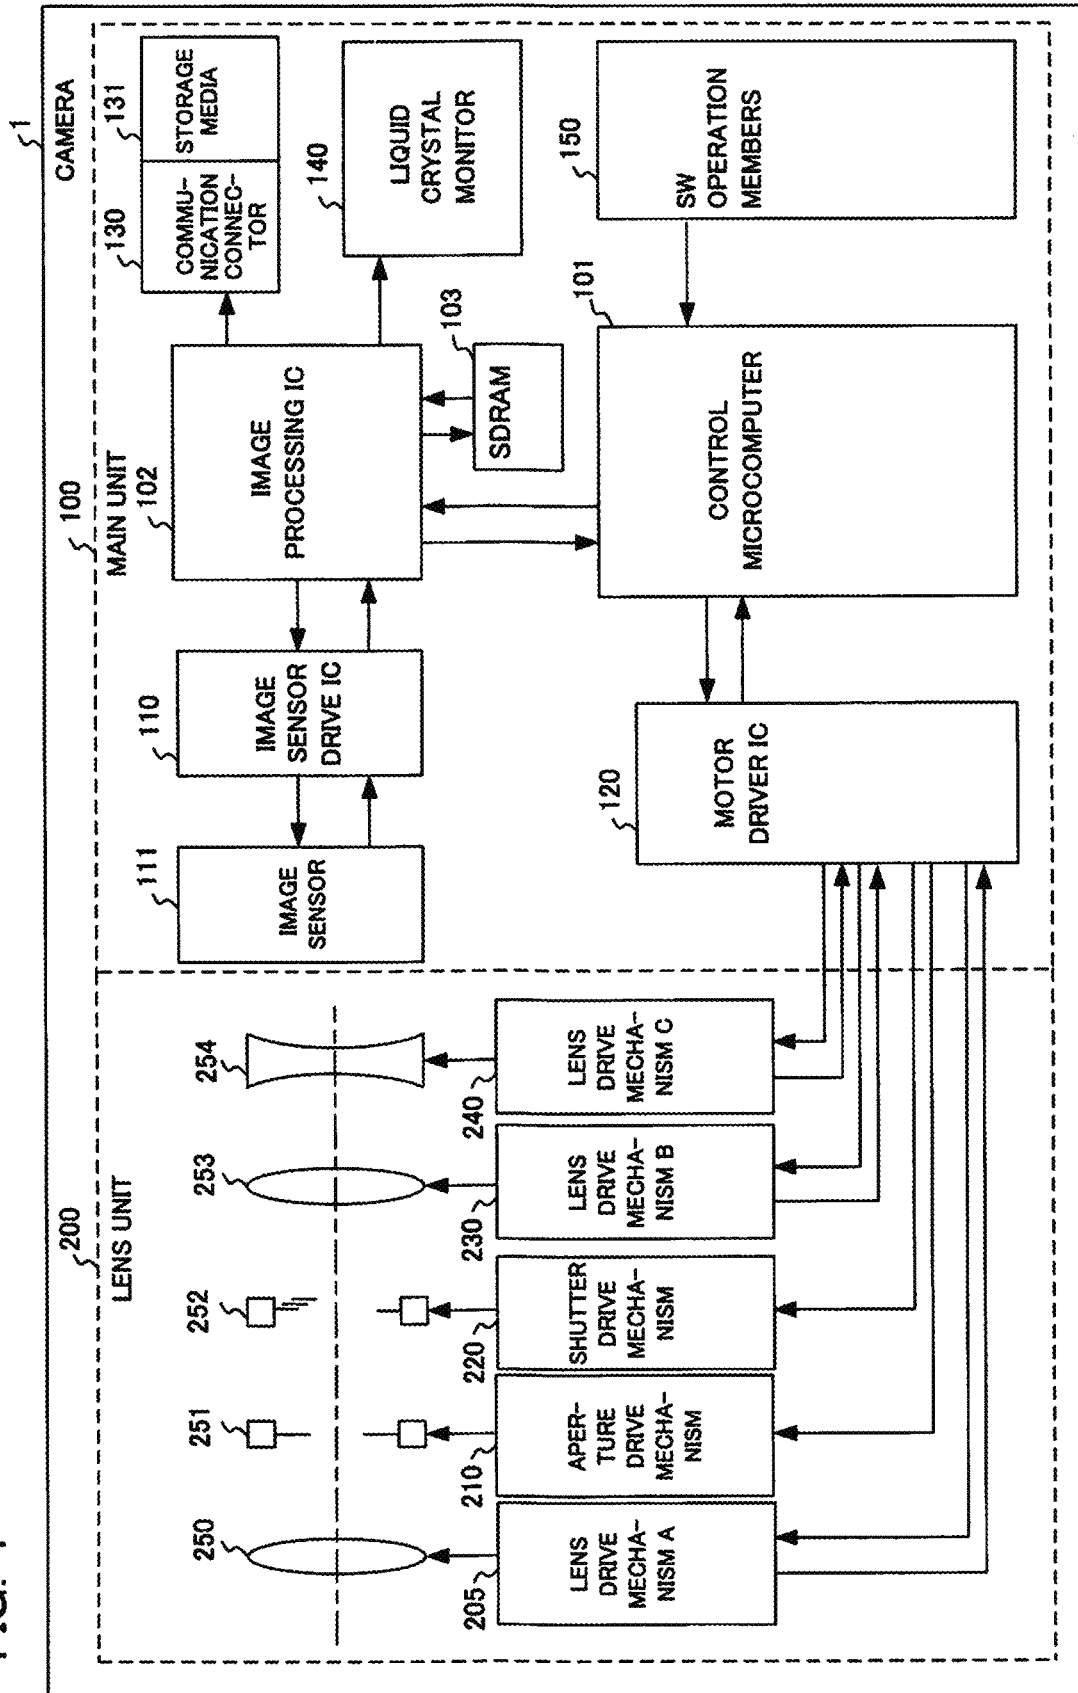 1
CAMERA
200
LENS UNIT
100
MAIN UNIT
250
251
252
253
254
111
IMAGE
SENSOR
110
IMAGE
SENSOR
DRIVE IC
102
IMAGE
PROCESSING IC
130
COMMU-
NICATION
CONNEC-
TOR
131
STORAGE
MEDIA
140
LIQUID
CRYSTAL
MONITOR
103
SDRAM
205
LENS
DRIVE
MECHA-
NISM A
210
APER-
TURE
DRIVE
MECHA-
NISM
220
SHUTTER
DRIVE
MECHA-
NISM
230
LENS
DRIVE
MECHA-
NISM B
240
LENS
DRIVE
MECHA-
NISM C
120
MOTOR
DRIVER IC
101
CONTROL
MICROCOMPUTER
150
SW
OPERATION
MEMBERS